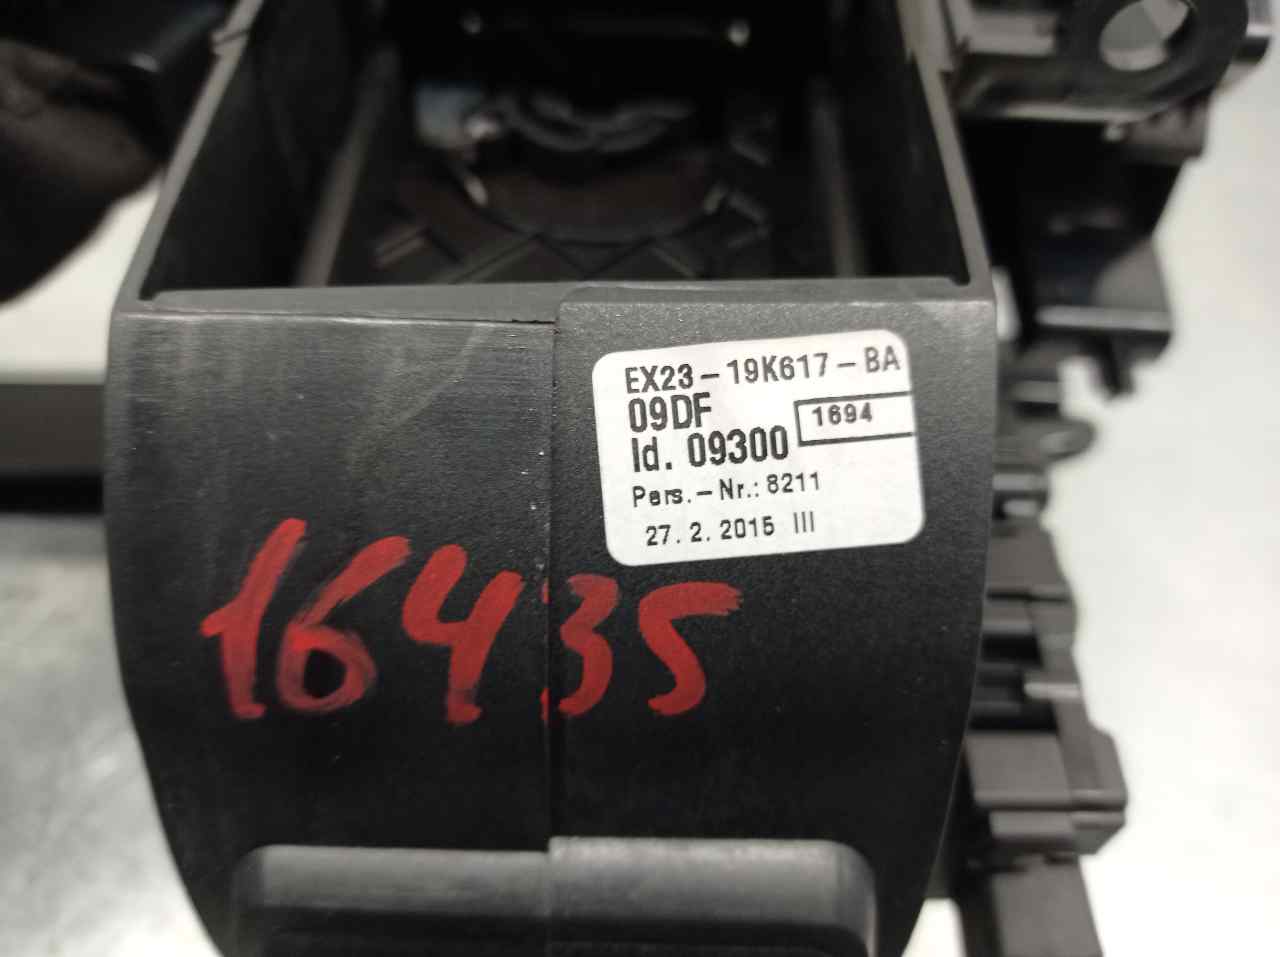 EX23-19K617-BA
09DF
1694
Id. 09300
Pers.-Nr.: 8211
27. 2. 2015 III
16435